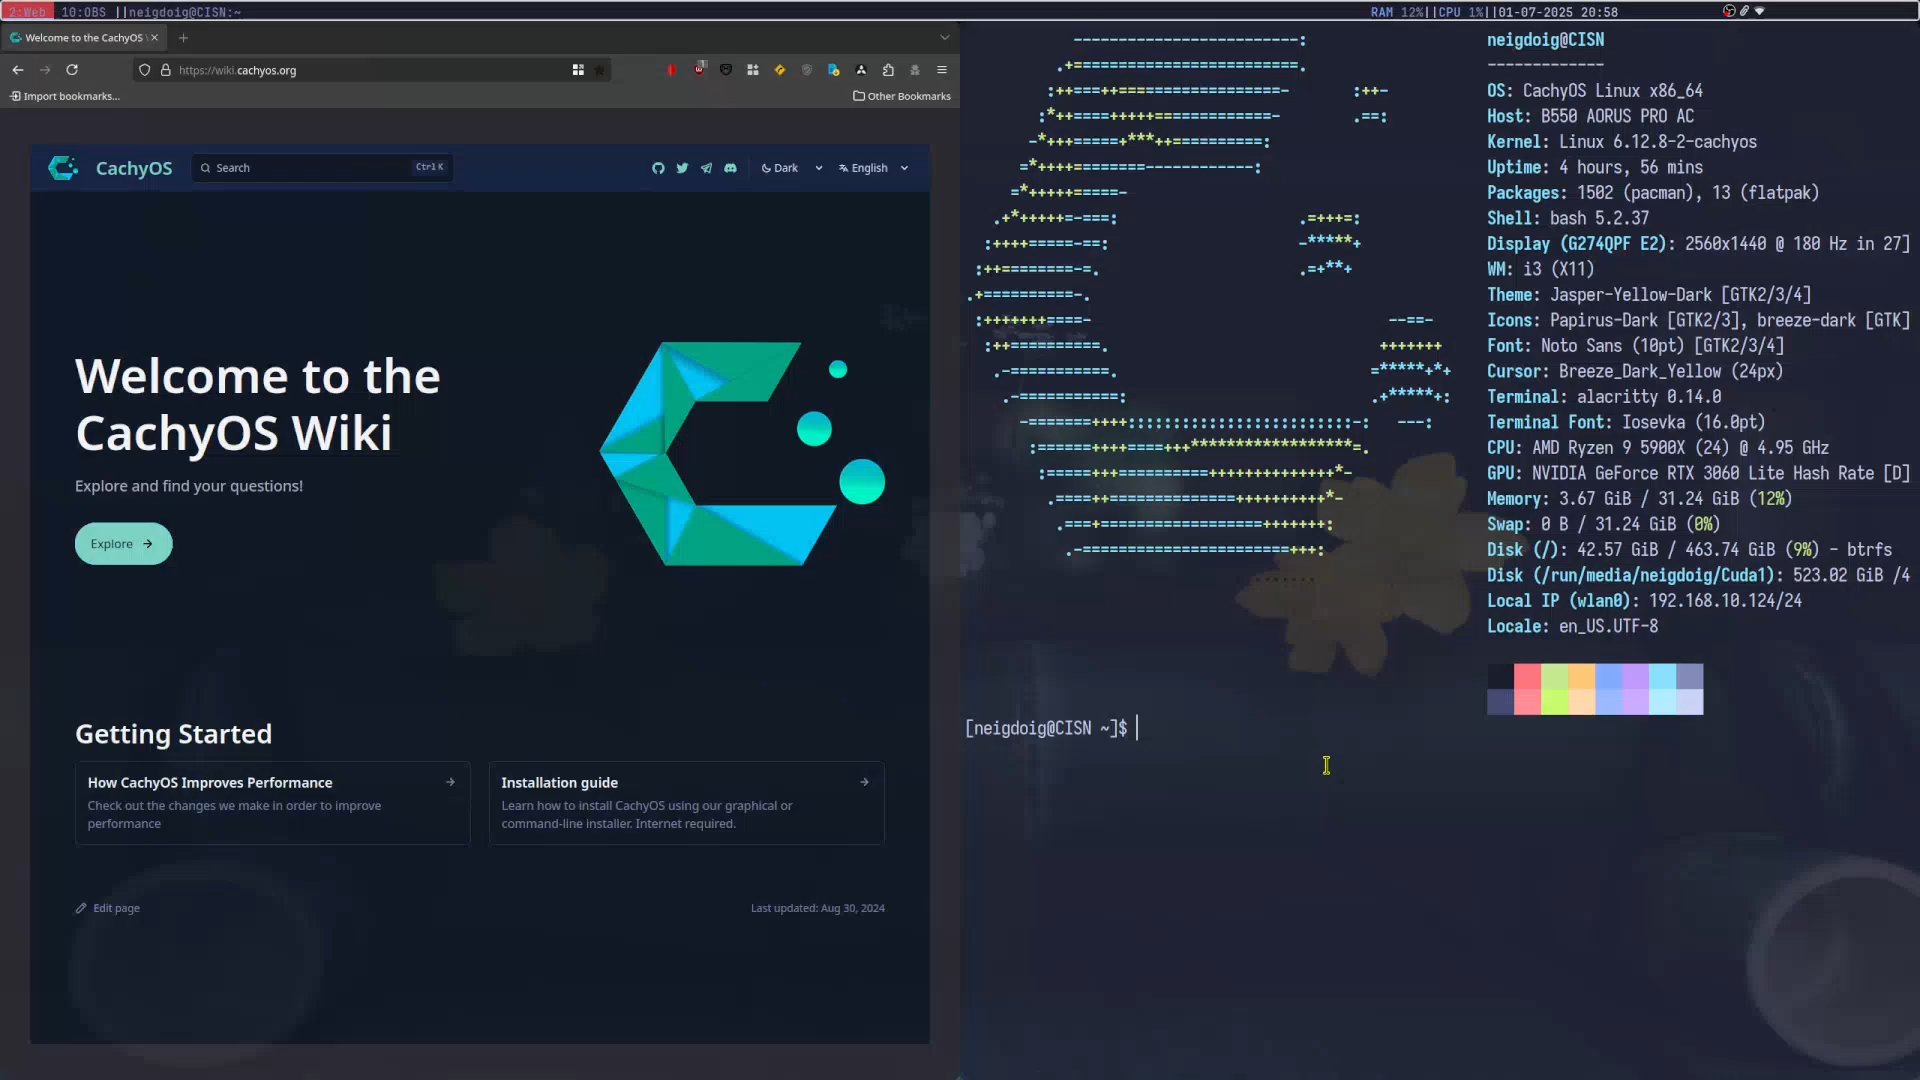 2:Web 10:OBS ||neigdoig@CISN:~
RAM 12%||CPU 1%||01-07-2025 20:58
Welcome to the CachyOS
https://wiki.cachyos.org
Import bookmarks...
Other Bookmarks
CachyOS
Search
Ctrl K
Dark
English
Welcome to the
CachyOS Wiki
Explore and find your questions!
Explore
Getting Started
How CachyOS Improves Performance
Check out the changes we make in order to improve
performance
Installation guide
Learn how to install CachyOS using our graphical or
command-line installer. Internet required.
Edit page
Last updated: Aug 30, 2024
neigdoig@CISN
-------------
OS: CachyOS Linux x86_64
Host: B550 AORUS PRO AC
Kernel: Linux 6.12.8-2-cachyos
Uptime: 4 hours, 56 mins
Packages: 1502 (pacman), 13 (flatpak)
Shell: bash 5.2.37
Display (G274QPF E2): 2560x1440 @ 180 Hz in 27]
WM: i3 (X11)
Theme: Jasper-Yellow-Dark [GTK2/3/4]
Icons: Papirus-Dark [GTK2/3], breeze-dark [GTK]
Font: Noto Sans (10pt) [GTK2/3/4]
Cursor: Breeze_Dark_Yellow (24px)
Terminal: alacritty 0.14.0
Terminal Font: Iosevka (16.0pt)
CPU: AMD Ryzen 9 5900X (24) @ 4.95 GHz
GPU: NVIDIA GeForce RTX 3060 Lite Hash Rate [D]
Memory: 3.67 GiB / 31.24 GiB (12%)
Swap: 0 B / 31.24 GiB (0%)
Disk (/): 42.57 GiB / 463.74 GiB (9%) - btrfs
Disk (/run/media/neigdoig/Cuda1): 523.02 GiB /4
Local IP (wlan0): 192.168.10.124/24
Locale: en_US.UTF-8
[neigdoig@CISN ~]$